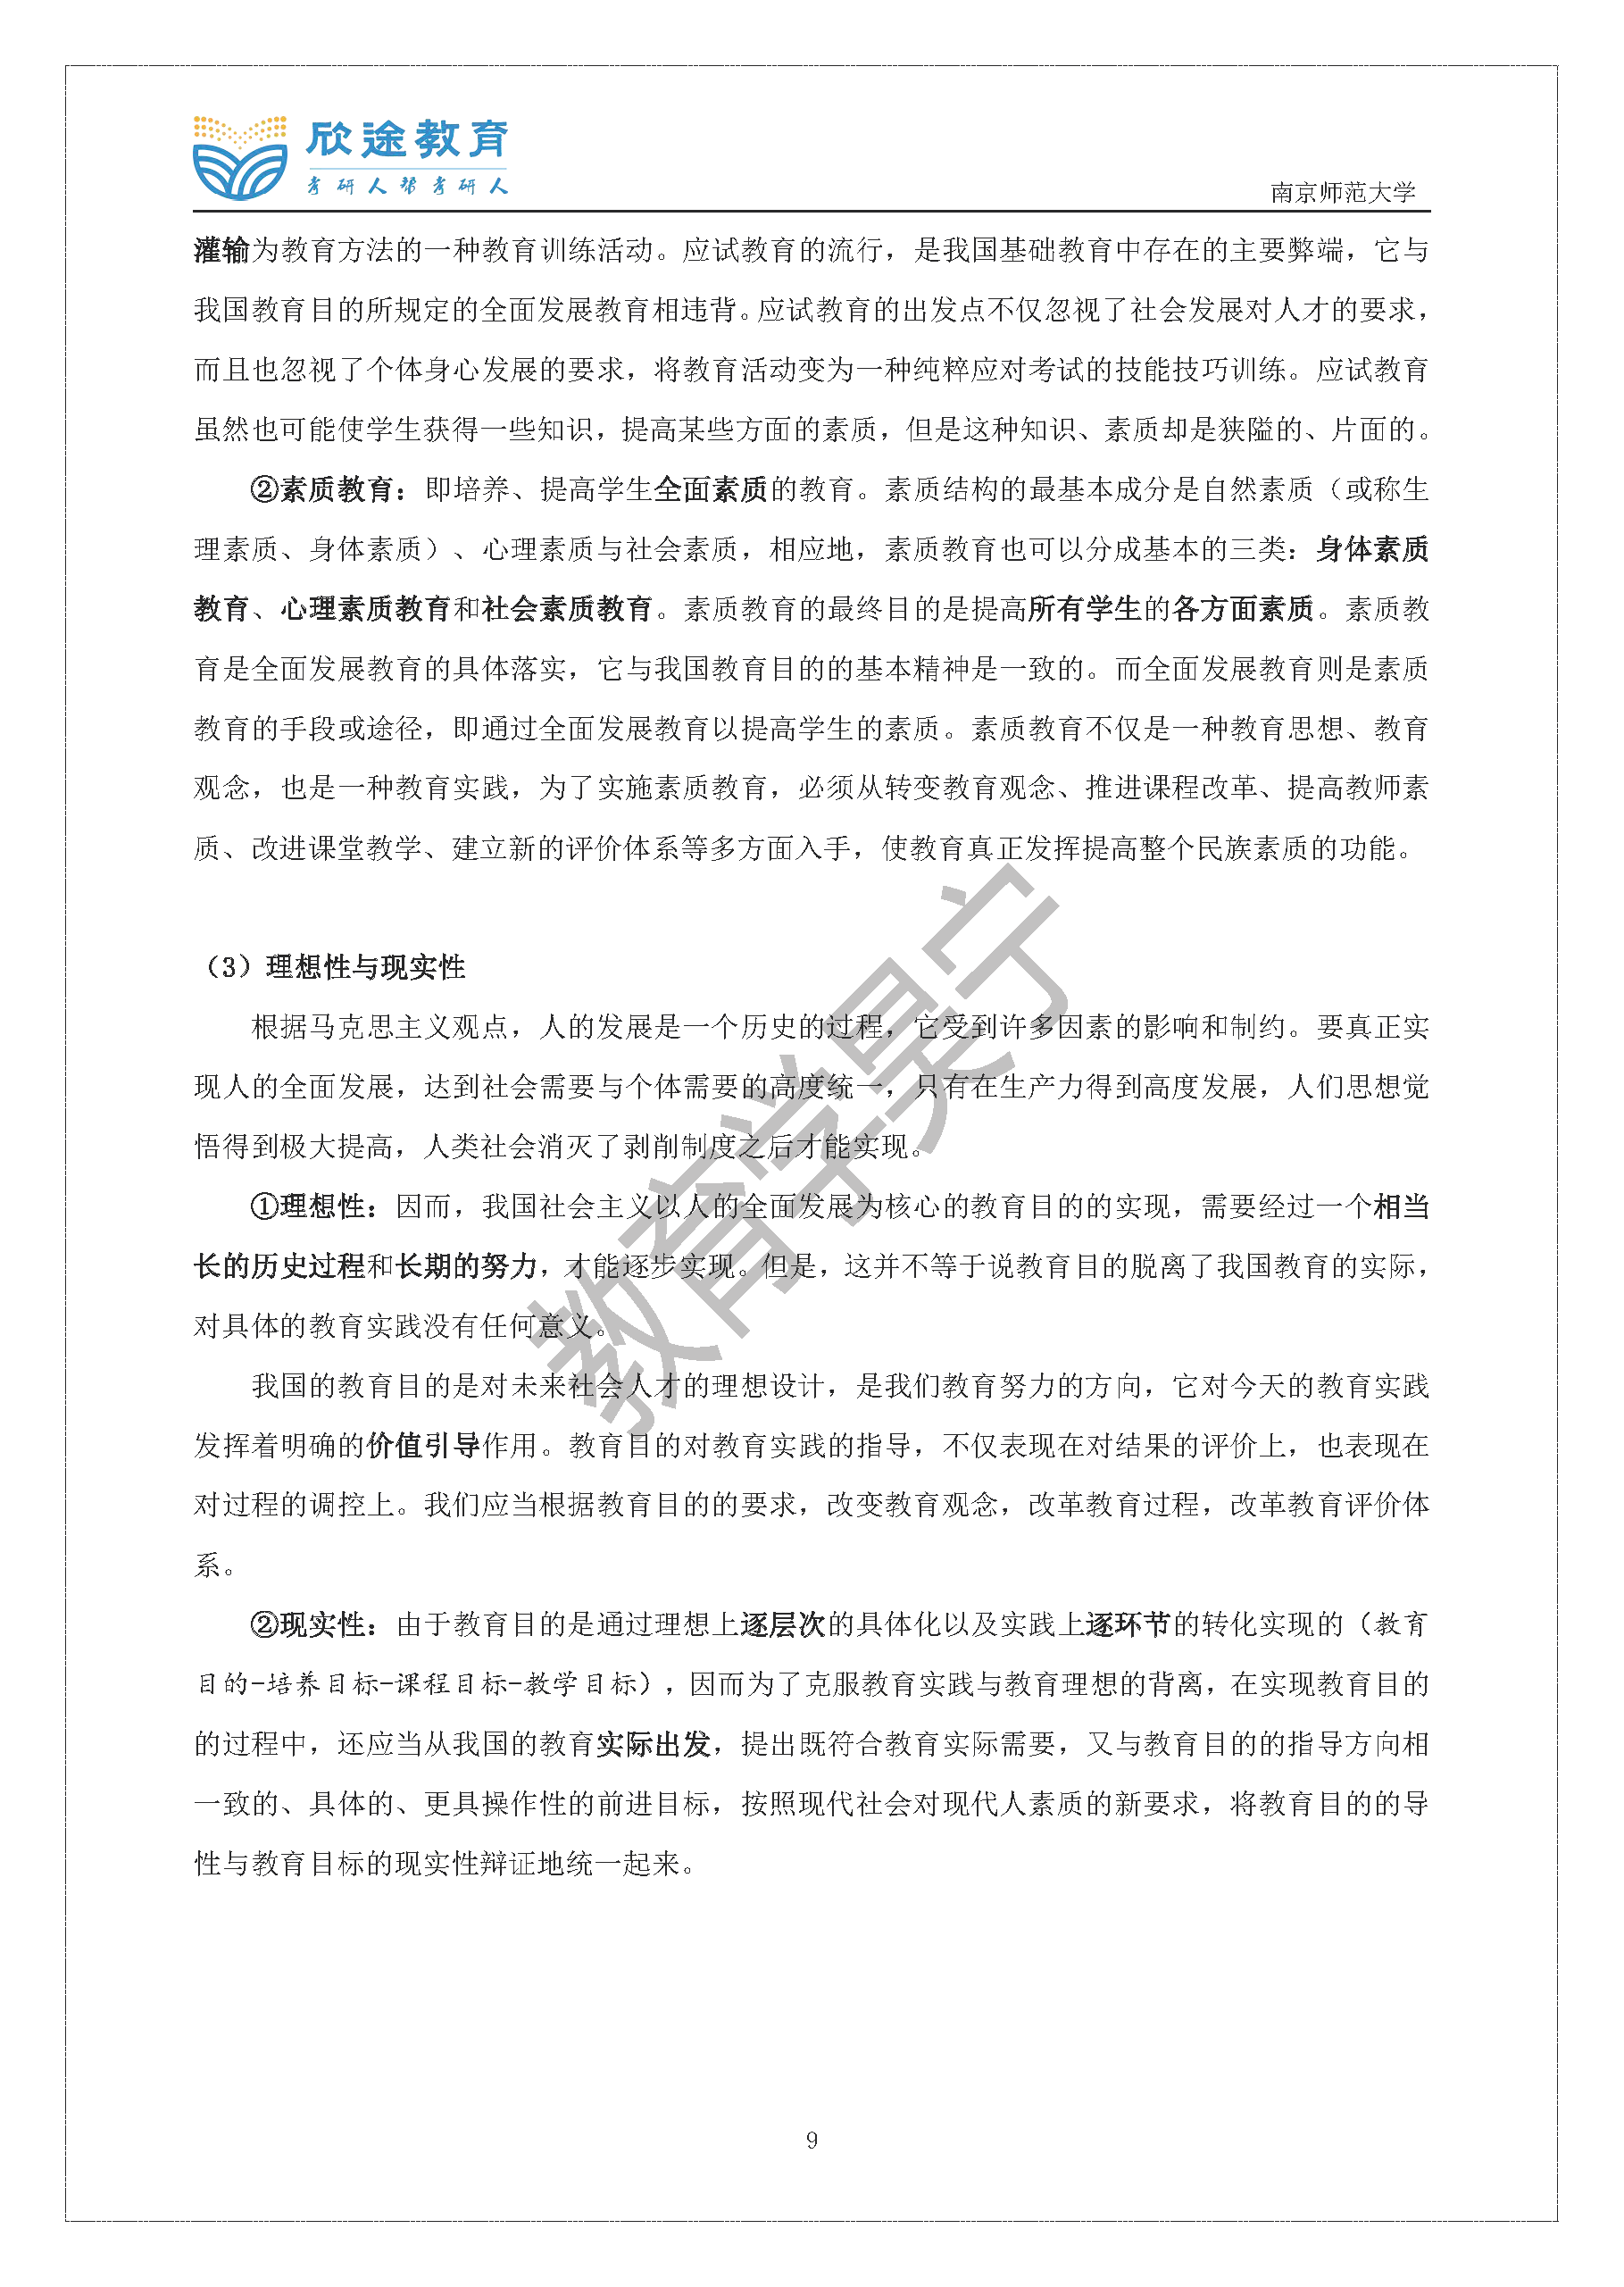 欣途教育
考研人帮考研人
南京师范大学
灌输为教育方法的一种教育训练活动。应试教育的流行，是我国基础教育中存在的主要弊端，它与
我国教育目的所规定的全面发展教育相违背。应试教育的出发点不仅忽视了社会发展对人才的要求，
而且也忽视了个体身心发展的要求，将教育活动变为一种纯粹应对考试的技能技巧训练。应试教育
虽然也可能使学生获得一些知识，提高某些方面的素质，但是这种知识、素质却是狭隘的、片面的。
②素质教育：即培养、提高学生全面素质的教育。素质结构的最基本成分是自然素质（或称生
理素质、身体素质）、心理素质与社会素质，相应地，素质教育也可以分成基本的三类：身体素质
教育、心理素质教育和社会素质教育。素质教育的最终目的是提高所有学生的各方面素质。素质教
育是全面发展教育的具体落实，它与我国教育目的的基本精神是一致的。而全面发展教育则是素质
教育的手段或途径，即通过全面发展教育以提高学生的素质。素质教育不仅是一种教育思想、教育
观念，也是一种教育实践，为了实施素质教育，必须从转变教育观念、推进课程改革、提高教师素
质、改进课堂教学、建立新的评价体系等多方面入手，使教育真正发挥提高整个民族素质的功能。
（3）理想性与现实性
根据马克思主义观点，人的发展是一个历史的过程，它受到许多因素的影响和制约。要真正实
现人的全面发展，达到社会需要与个体需要的高度统一，只有在生产力得到高度发展，人们思想觉
悟得到极大提高，人类社会消灭了剥削制度之后才能实现。
①理想性：因而，我国社会主义以人的全面发展为核心的教育目的的实现，需要经过一个相当
长的历史过程和长期的努力，才能逐步实现。但是，这并不等于说教育目的脱离了我国教育的实际，
对具体的教育实践没有任何意义。
我国的教育目的是对未来社会人才的理想设计，是我们教育努力的方向，它对今天的教育实践
发挥着明确的价值引导作用。教育目的对教育实践的指导，不仅表现在对结果的评价上，也表现在
对过程的调控上。我们应当根据教育目的的要求，改变教育观念，改革教育过程，改革教育评价体
系。
②现实性：由于教育目的是通过理想上逐层次的具体化以及实践上逐环节的转化实现的（教育
目的-培养目标-课程目标-教学目标），因而为了克服教育实践与教育理想的背离，在实现教育目的
的过程中，还应当从我国的教育实际出发，提出既符合教育实际需要，又与教育目的的指导方向相
一致的、具体的、更具操作性的前进目标，按照现代社会对现代人素质的新要求，将教育目的的导
性与教育目标的现实性辩证地统一起来。
教育学昊宁
9